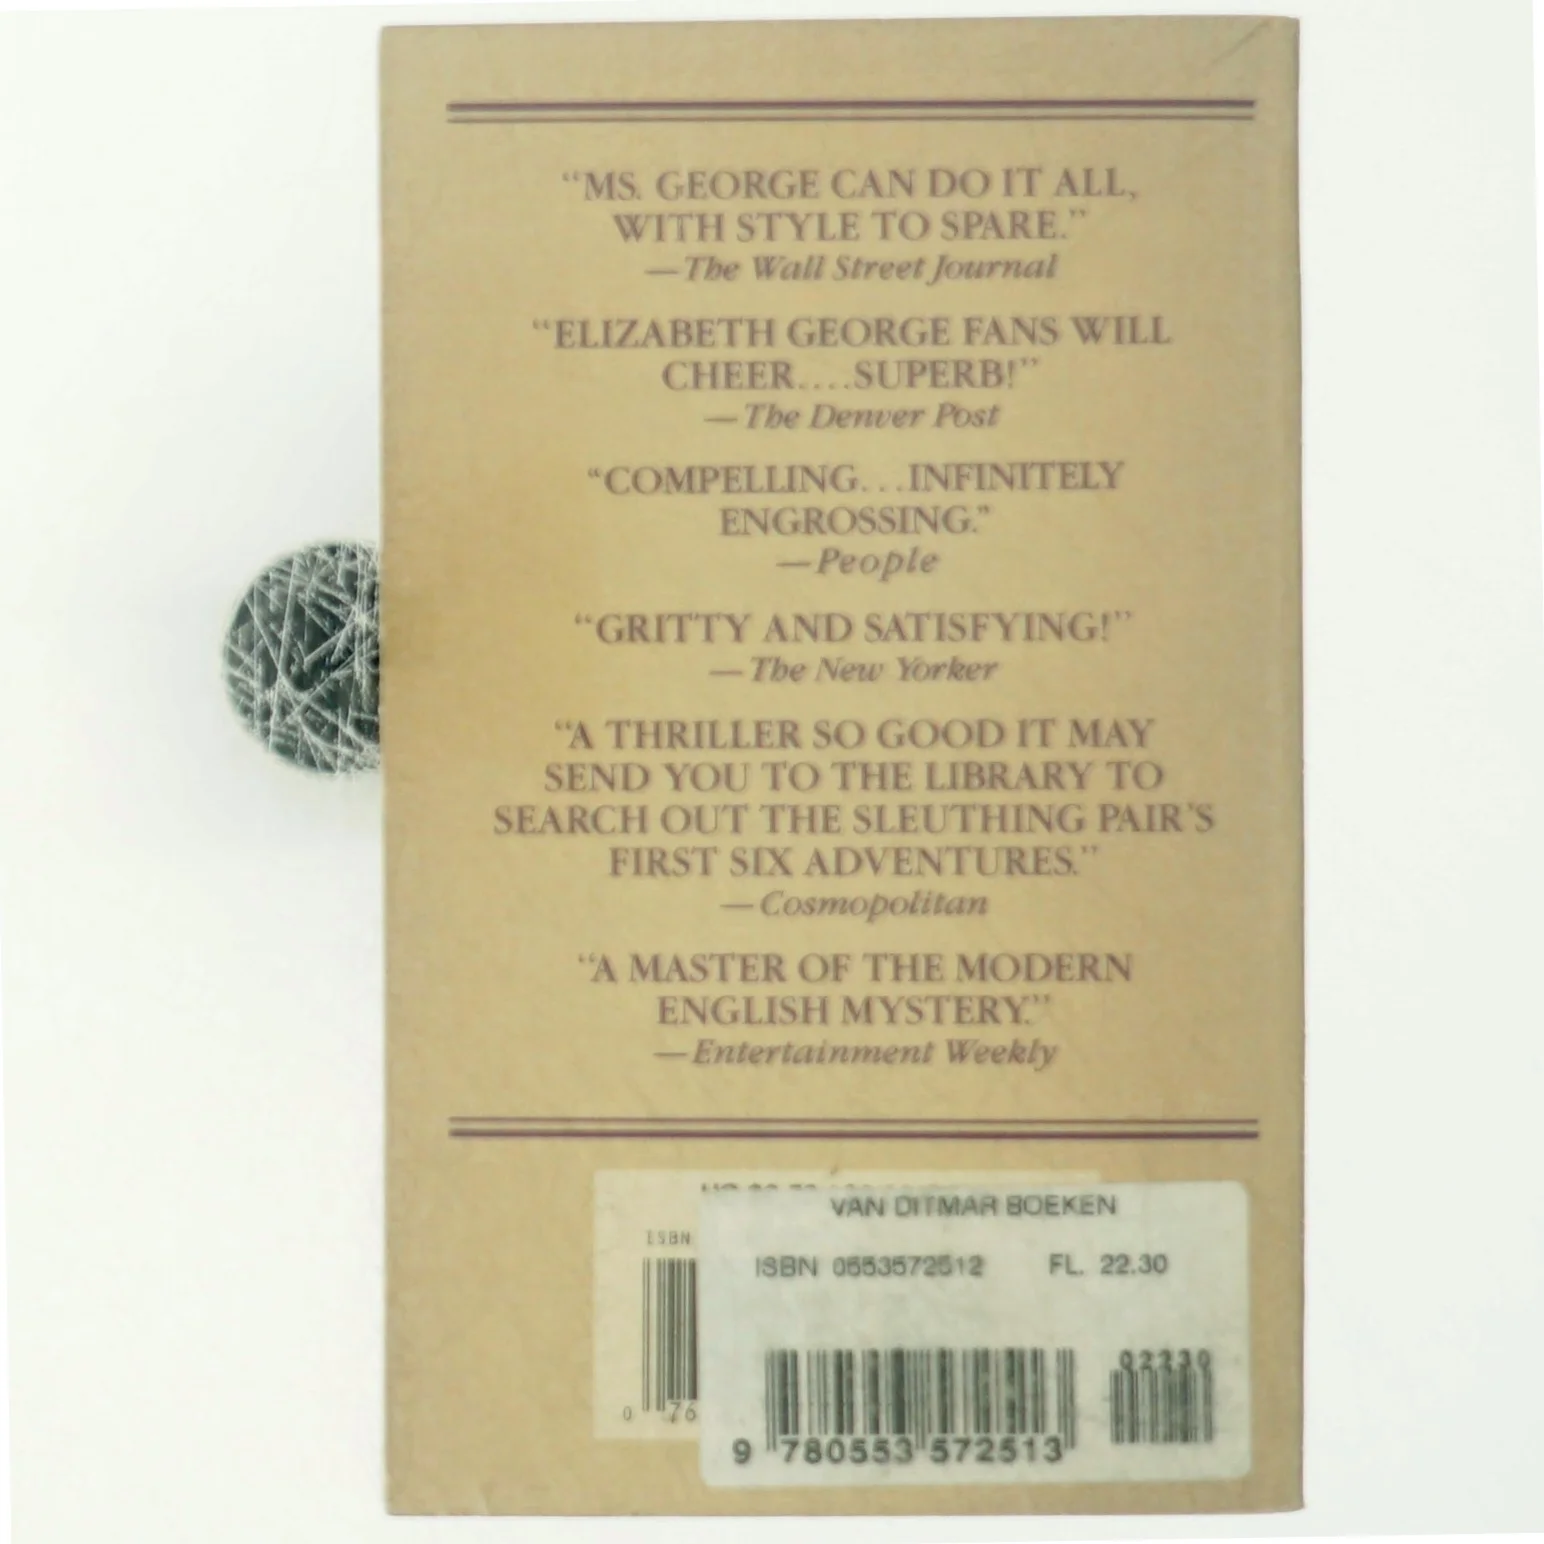 “MS. GEORGE CAN DO IT ALL,
WITH STYLE TO SPARE.”
—The Wall Street Journal
“ELIZABETH GEORGE FANS WILL
CHEER....SUPERB!”
—The Denver Post
“COMPELLING...INFINITELY
ENGROSSING.”
—People
“GRITTY AND SATISFYING!”
—The New Yorker
“A THRILLER SO GOOD IT MAY
SEND YOU TO THE LIBRARY TO
SEARCH OUT THE SLEUTHING PAIR’S
FIRST SIX ADVENTURES.”
—Cosmopolitan
“A MASTER OF THE MODERN
ENGLISH MYSTERY.”
—Entertainment Weekly
VAN DITMAR BOEKEN
ISBN
ISBN 0553572512 FL. 22.30
02230
0 76
9 780553 572513